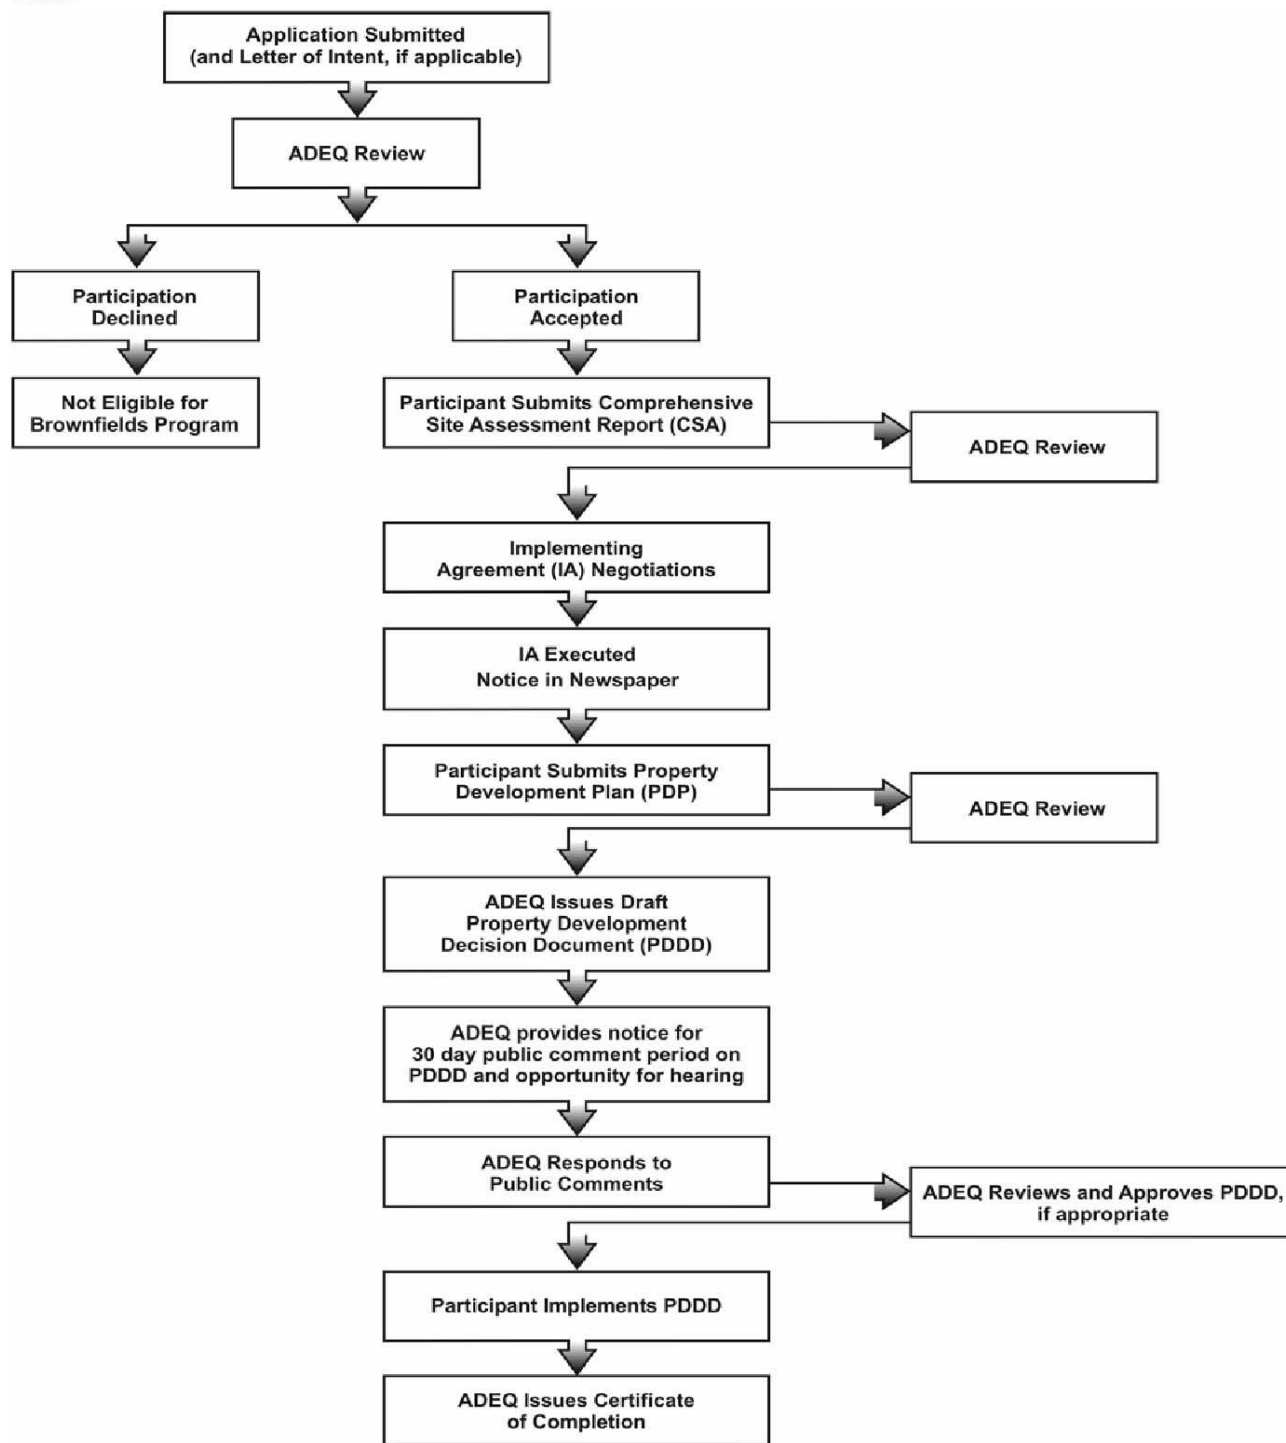 Application Submitted
(and Letter of Intent, if applicable)
ADEQ Review
Participation
Declined
Participation
Accepted
Not Eligible for
Brownfields Program
Participant Submits Comprehensive
Site Assessment Report (CSA)
ADEQ Review
Implementing
Agreement (IA) Negotiations
IA Executed
Notice in Newspaper
Participant Submits Property
Development Plan (PDP)
ADEQ Review
ADEQ Issues Draft
Property Development
Decision Document (PDDD)
ADEQ provides notice for
30 day public comment period on
PDDD and opportunity for hearing
ADEQ Responds to
Public Comments
ADEQ Reviews and Approves PDDD,
if appropriate
Participant Implements PDDD
ADEQ Issues Certificate
of Completion